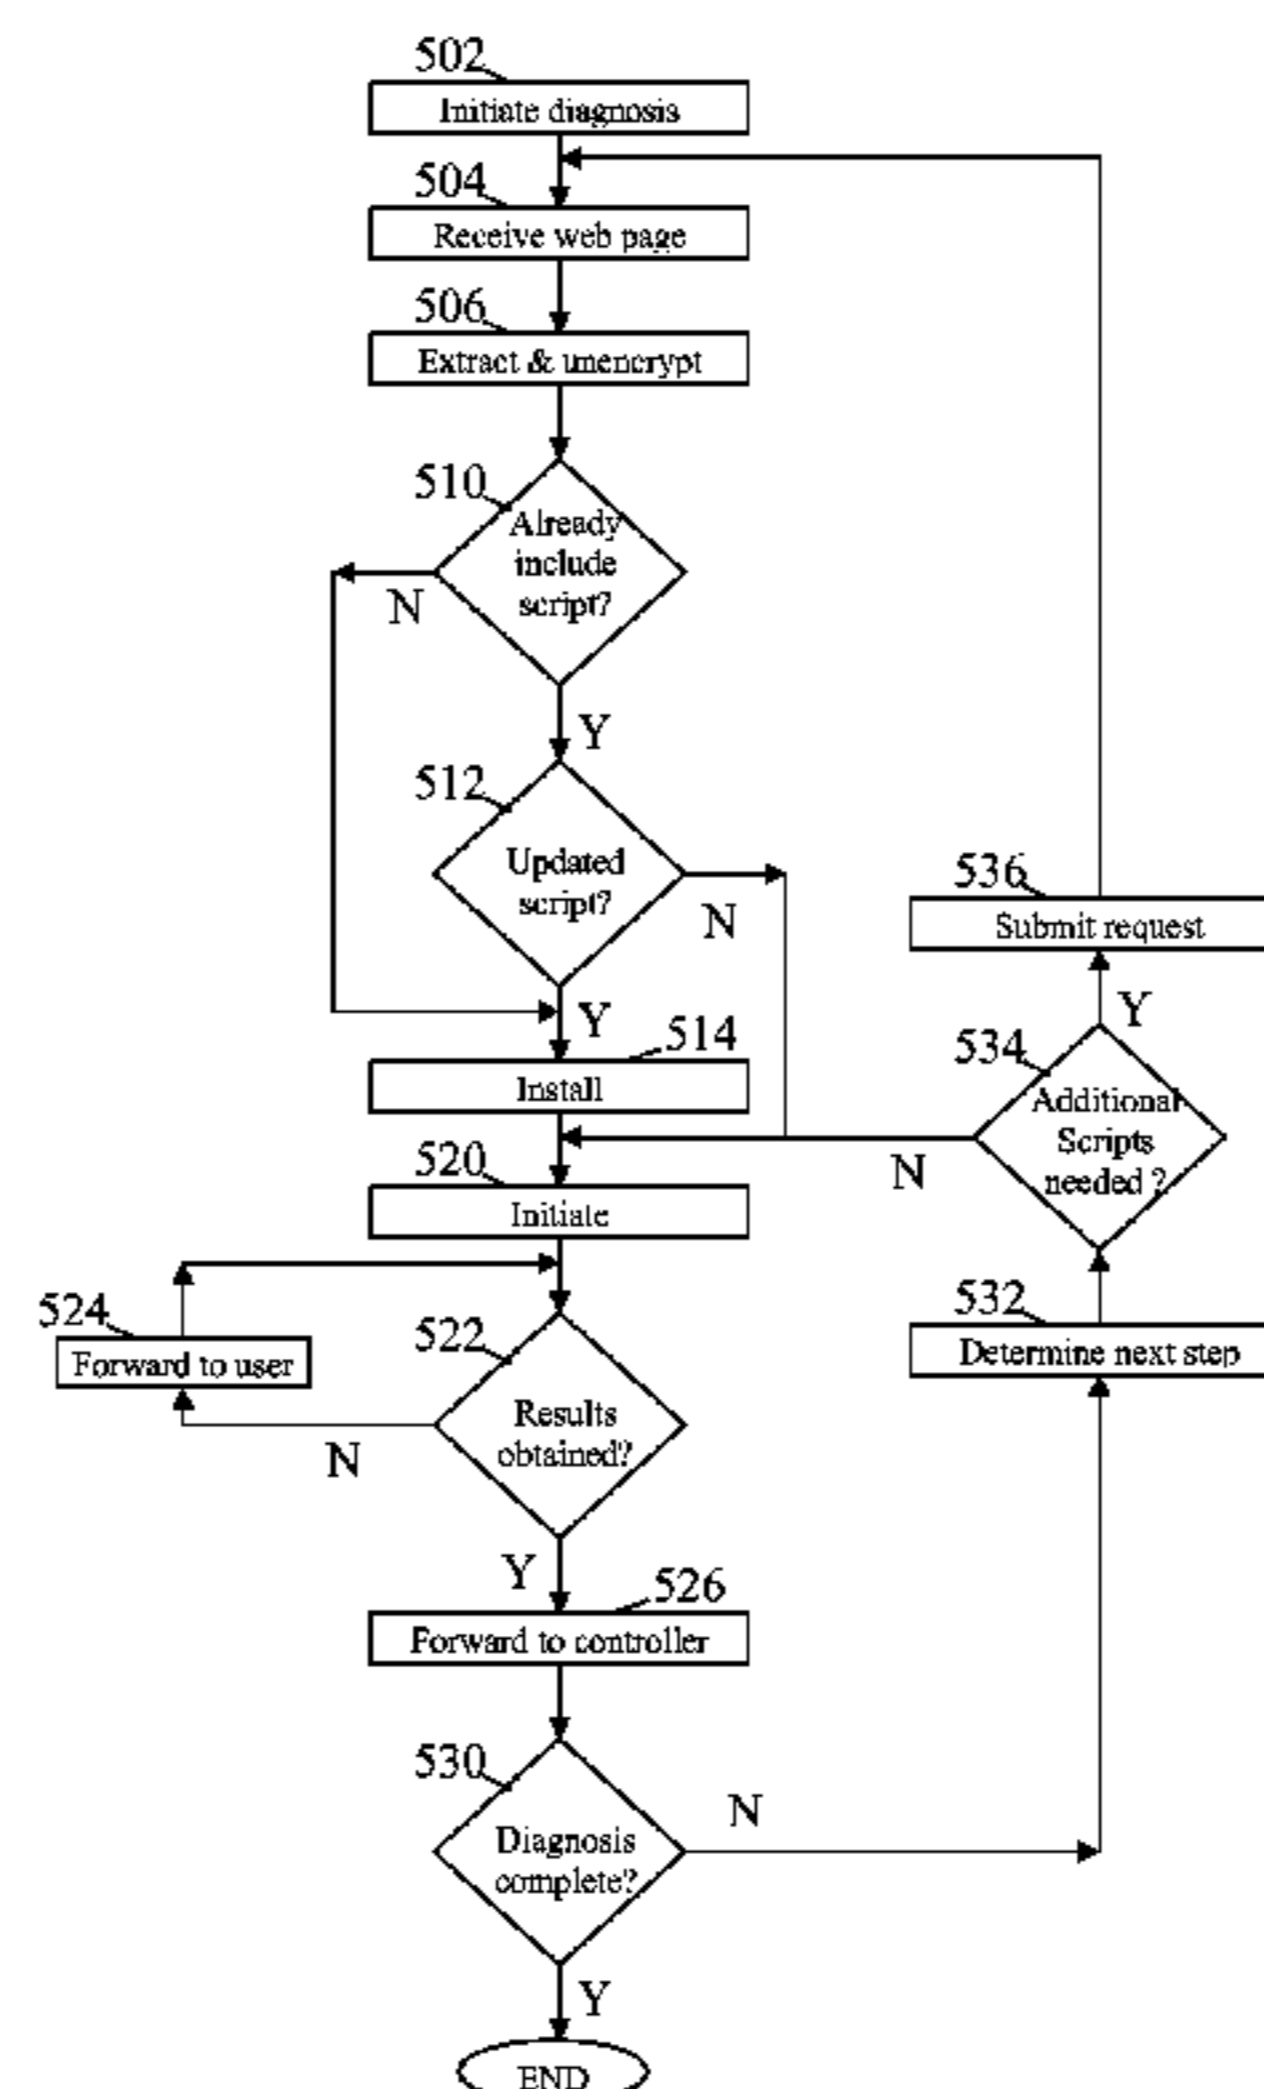 502
Initiate diagnosis
504
Receive web page
506
Extract & unencrypt
510
Already
include
script?
N
Y
512
Updated
script?
N
Y
514
Install
520
Initiate
524
Forward to user
522
Results
obtained?
N
Y
526
Forward to controller
530
Diagnosis
complete?
N
Y
END
536
Submit request
Y
534
Additional
Scripts
needed ?
N
532
Determine next step